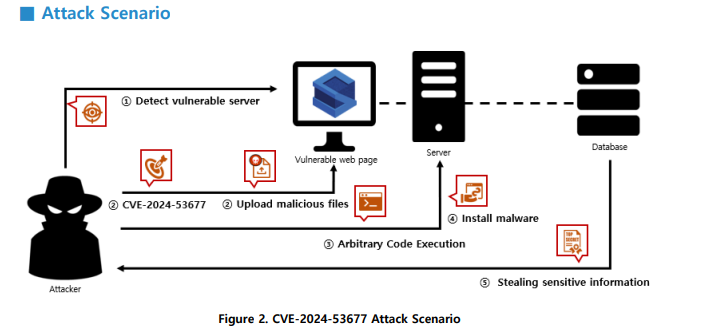 Attack Scenario
① Detect vulnerable server
Vulnerable web page
Server
Database
② CVE-2024-53677
② Upload malicious files
④ Install malware
③ Arbitrary Code Execution
Attacker
TOP SECRET
⑤ Stealing sensitive information
Figure 2. CVE-2024-53677 Attack Scenario